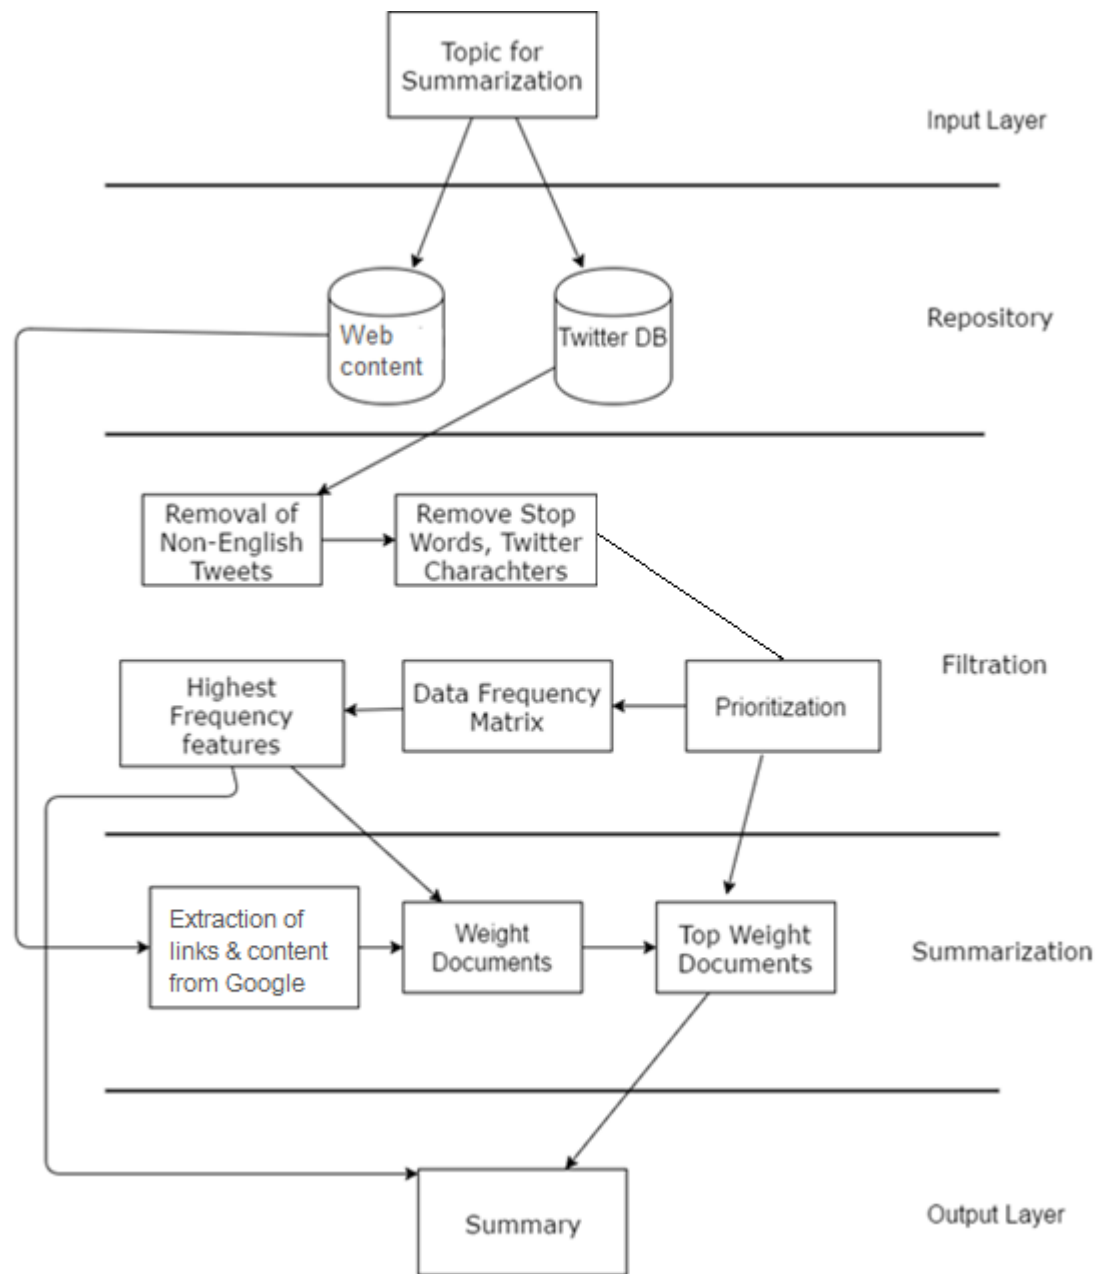 Topic for
Summarization
Input Layer
Web
content
Twitter DB
Repository
Removal of
Non-English
Tweets
Remove Stop
Words, Twitter
Charachters
Highest
Frequency
features
Data Frequency
Matrix
Prioritization
Filtration
Extraction of
links & content
from Google
Weight
Documents
Top Weight
Documents
Summarization
Summary
Output Layer